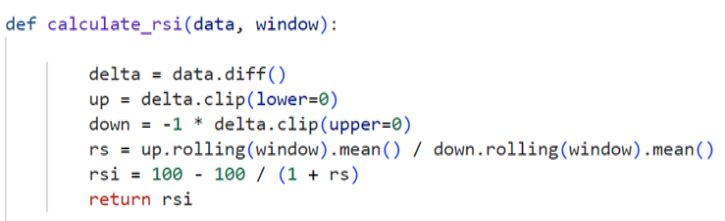 def calculate_rsi(data, window):
delta = data.diff()
up = delta.clip(lower=0)
down = -1 * delta.clip(upper=0)
rs = up.rolling(window).mean() / down.rolling(window).mean()
rsi = 100 - 100 / (1 + rs)
return rsi